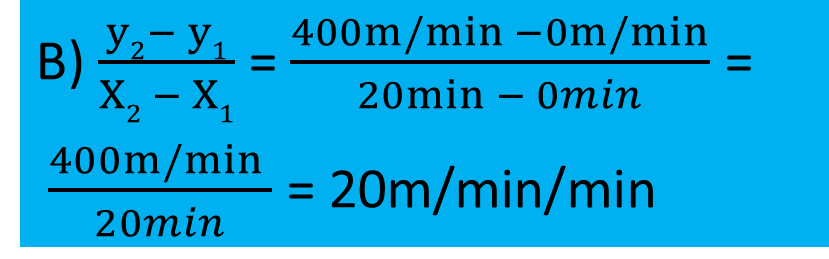 B) (y₂ − y₁)/(X₂ − X₁) = (400m/min −0m/min)/(20min − 0min) =
400m/min/20min = 20m/min/min